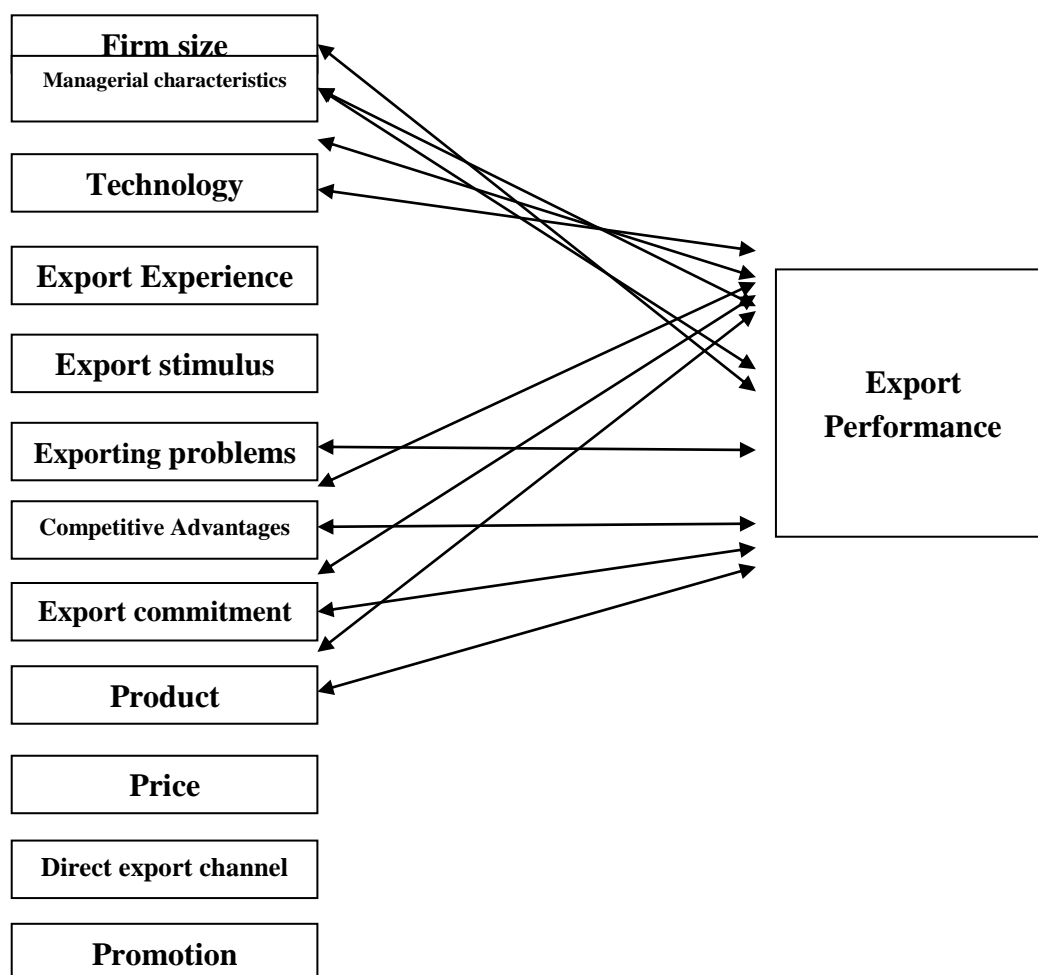 Firm size
Managerial characteristics
Technology
Export Experience
Export stimulus
Exporting problems
Competitive Advantages
Export commitment
Product
Price
Direct export channel
Promotion
Export
Performance